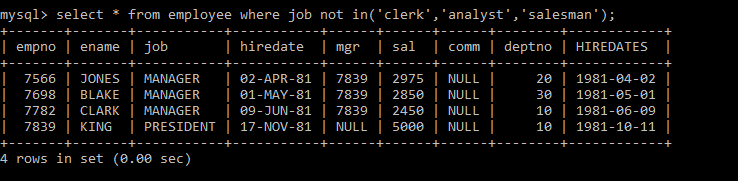 mysql> select * from employee where job not in('clerk','analyst','salesman');
+-------+-------+-----------+-----------+------+------+------+--------+------------+
| empno | ename | job       | hiredate  | mgr  | sal  | comm | deptno | HIREDATES  |
+-------+-------+-----------+-----------+------+------+------+--------+------------+
|  7566 | JONES | MANAGER   | 02-APR-81 | 7839 | 2975 | NULL |     20 | 1981-04-02 |
|  7698 | BLAKE | MANAGER   | 01-MAY-81 | 7839 | 2850 | NULL |     30 | 1981-05-01 |
|  7782 | CLARK | MANAGER   | 09-JUN-81 | 7839 | 2450 | NULL |     10 | 1981-06-09 |
|  7839 | KING  | PRESIDENT | 17-NOV-81 | NULL | 5000 | NULL |     10 | 1981-10-11 |
+-------+-------+-----------+-----------+------+------+------+--------+------------+
4 rows in set (0.00 sec)